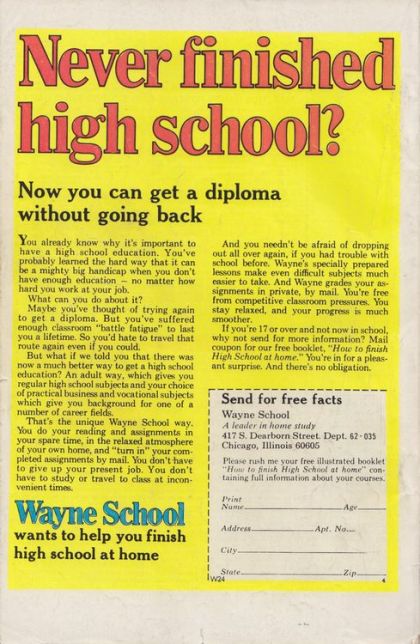 Never finished
high school?
Now you can get a diploma
without going back
You already know why it's important to
have a high school education. You've
probably learned the hard way that it can
be a mighty big handicap when you don't
have enough education – no matter how
hard you work at your job.
What can you do about it?
Maybe you've thought of trying again
to get a diploma. But you've suffered
enough classroom "battle fatigue" to last
you a lifetime. So you'd hate to travel that
route again even if you could.
But what if we told you that there was
now a much better way to get a high school
education? An adult way, which gives you
regular high school subjects and your choice
of practical business and vocational subjects
which give you background for one of a
number of career fields.
That's the unique Wayne School way.
You do your reading and assignments in
your spare time, in the relaxed atmosphere
of your own home, and "turn in" your com-
pleted assignments by mail. You don't have
to give up your present job. You don't
have to study or travel to class at incon-
venient times.
Wayne School
wants to help you finish
high school at home
And you needn't be afraid of dropping
out all over again, if you had trouble with
school before. Wayne's specially prepared
lessons make even difficult subjects much
easier to take. And Wayne grades your as-
signments in private, by mail. You're free
from competitive classroom pressures. You
stay relaxed, and your progress is much
smoother.
If you're 17 or over and not now in school,
why not send for more information? Mail
coupon for our free booklet, "How to finish
High School at home." You're in for a pleas-
ant surprise. And there's no obligation.
Send for free facts
Wayne School
A leader in home study
417 S. Dearborn Street. Dept. 62-035
Chicago, Illinois 60605
Please rush me your free illustrated booklet
"How to finish High School at home" con-
taining full information about your courses.
Print
Name Age
Address Apt. No.
City
State Zip
W24 4